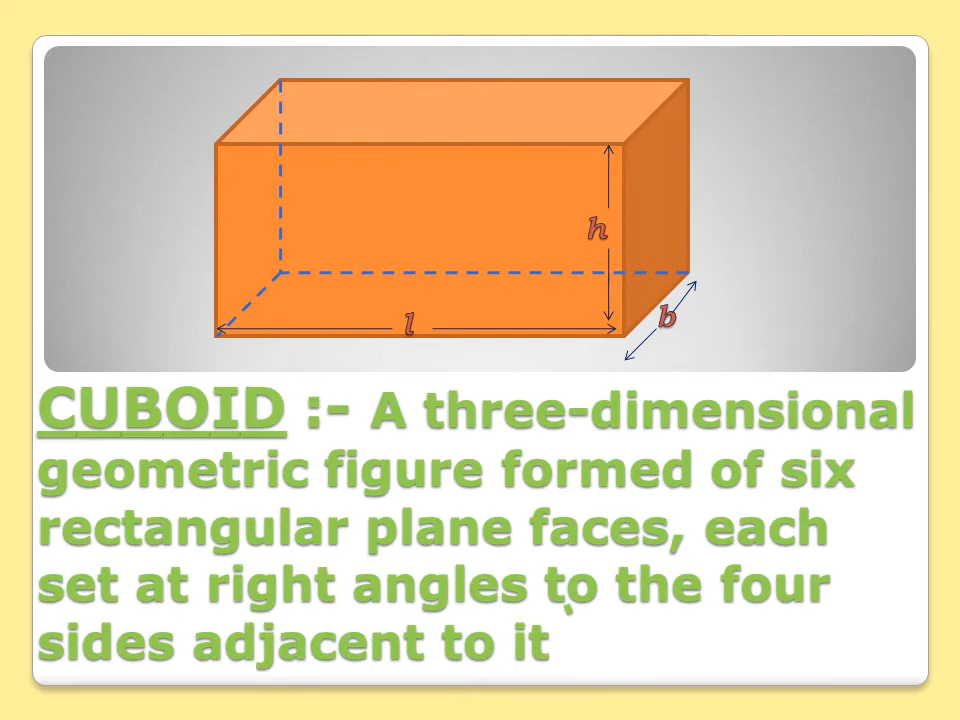 h
b
l
CUBOID :- A three-dimensional
geometric figure formed of six
rectangular plane faces, each
set at right angles to the four
sides adjacent to it